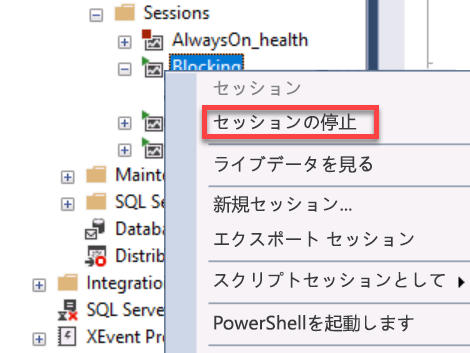 Sessions
AlwaysOn_health
Blocking
セッション
セッションの停止
ライブデータを見る
新規セッション...
エクスポート セッション
スクリプトセッションとして
PowerShellを起動します
Mainte
SQL Se
Databa
Distrib
Integration
SQL Serve
XEvent Pr